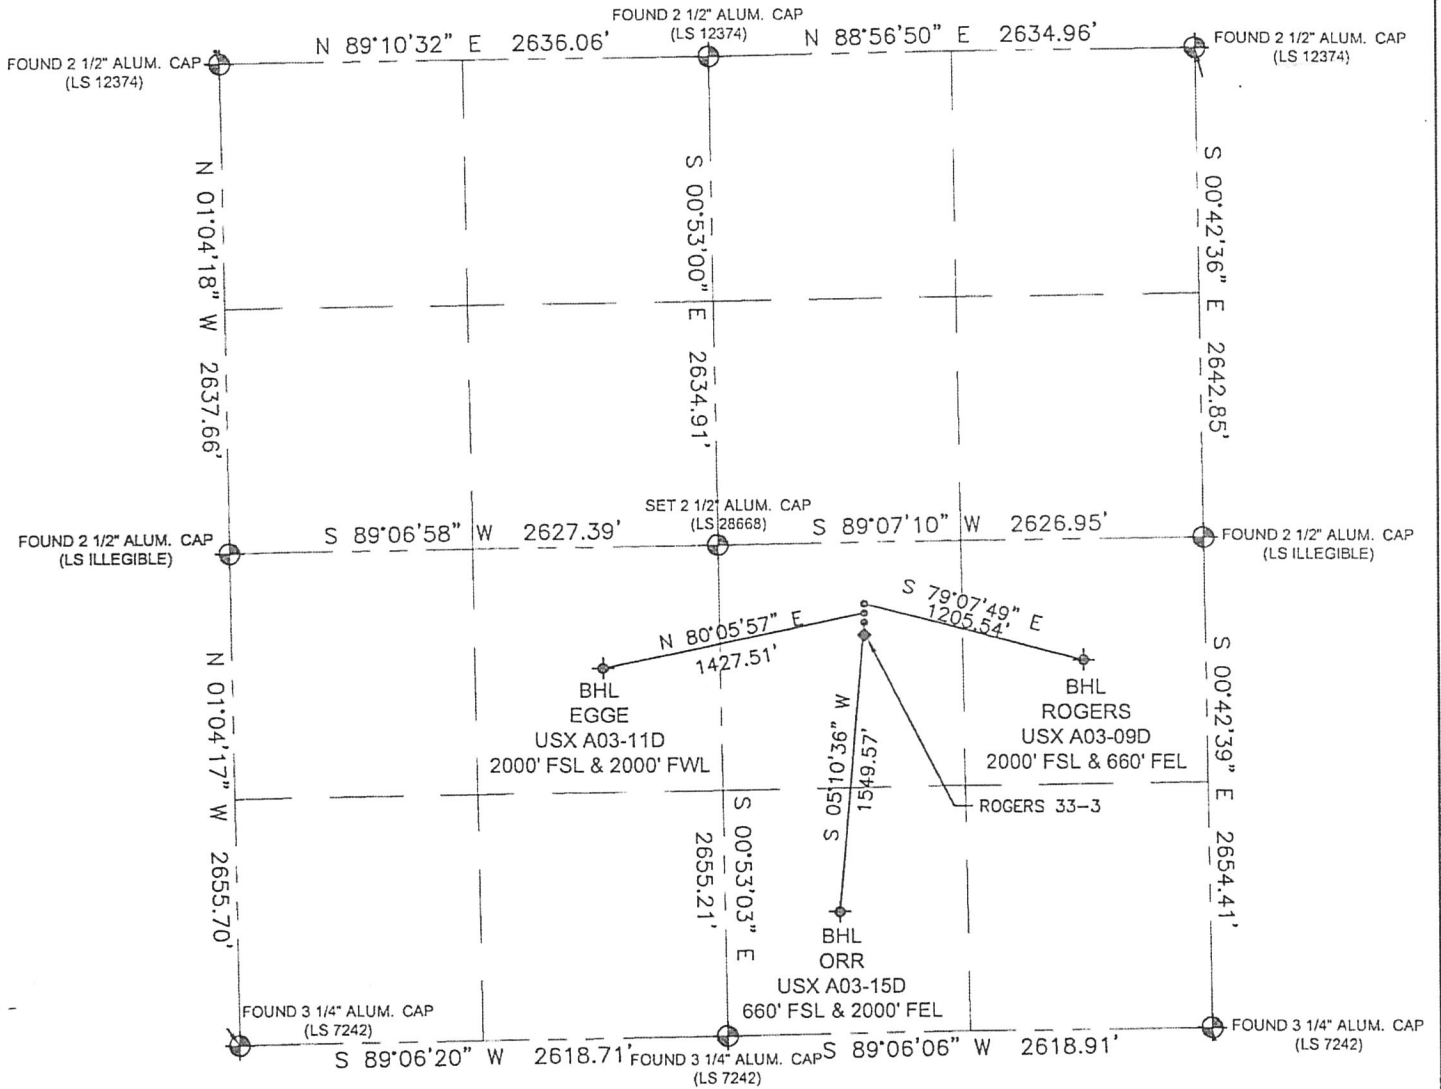 FOUND 2 1/2" ALUM. CAP
(LS 12374)
N 89°10'32" E 2636.06'
N 88°56'50" E 2634.96'
FOUND 2 1/2" ALUM. CAP
(LS 12374)
FOUND 2 1/2" ALUM. CAP
(LS 12374)
N 01°04'18" W 2637.66'
S 00°53'00" E 2634.91'
S 00°42'36" E 2642.85'
FOUND 2 1/2" ALUM. CAP
(LS ILLEGIBLE)
S 89°06'58" W 2627.39'
SET 2 1/2" ALUM. CAP
(LS 28668)
S 89°07'10" W 2626.95'
FOUND 2 1/2" ALUM. CAP
(LS ILLEGIBLE)
N 80°05'57" E
1427.51'
S 79°07'49" E
1205.54'
BHL
EGGE
USX A03-11D
2000' FSL & 2000' FWL
BHL
ROGERS
USX A03-09D
2000' FSL & 660' FEL
S 05°10'36" W
1549.57'
ROGERS 33-3
N 01°04'17" W 2655.70'
S 00°53'03" E
2655.21'
S 00°42'39" E 2654.41'
BHL
ORR
USX A03-15D
660' FSL & 2000' FEL
FOUND 3 1/4" ALUM. CAP
(LS 7242)
S 89°06'20" W 2618.71'
FOUND 3 1/4" ALUM. CAP
(LS 7242)
S 89°06'06" W 2618.91'
FOUND 3 1/4" ALUM. CAP
(LS 7242)